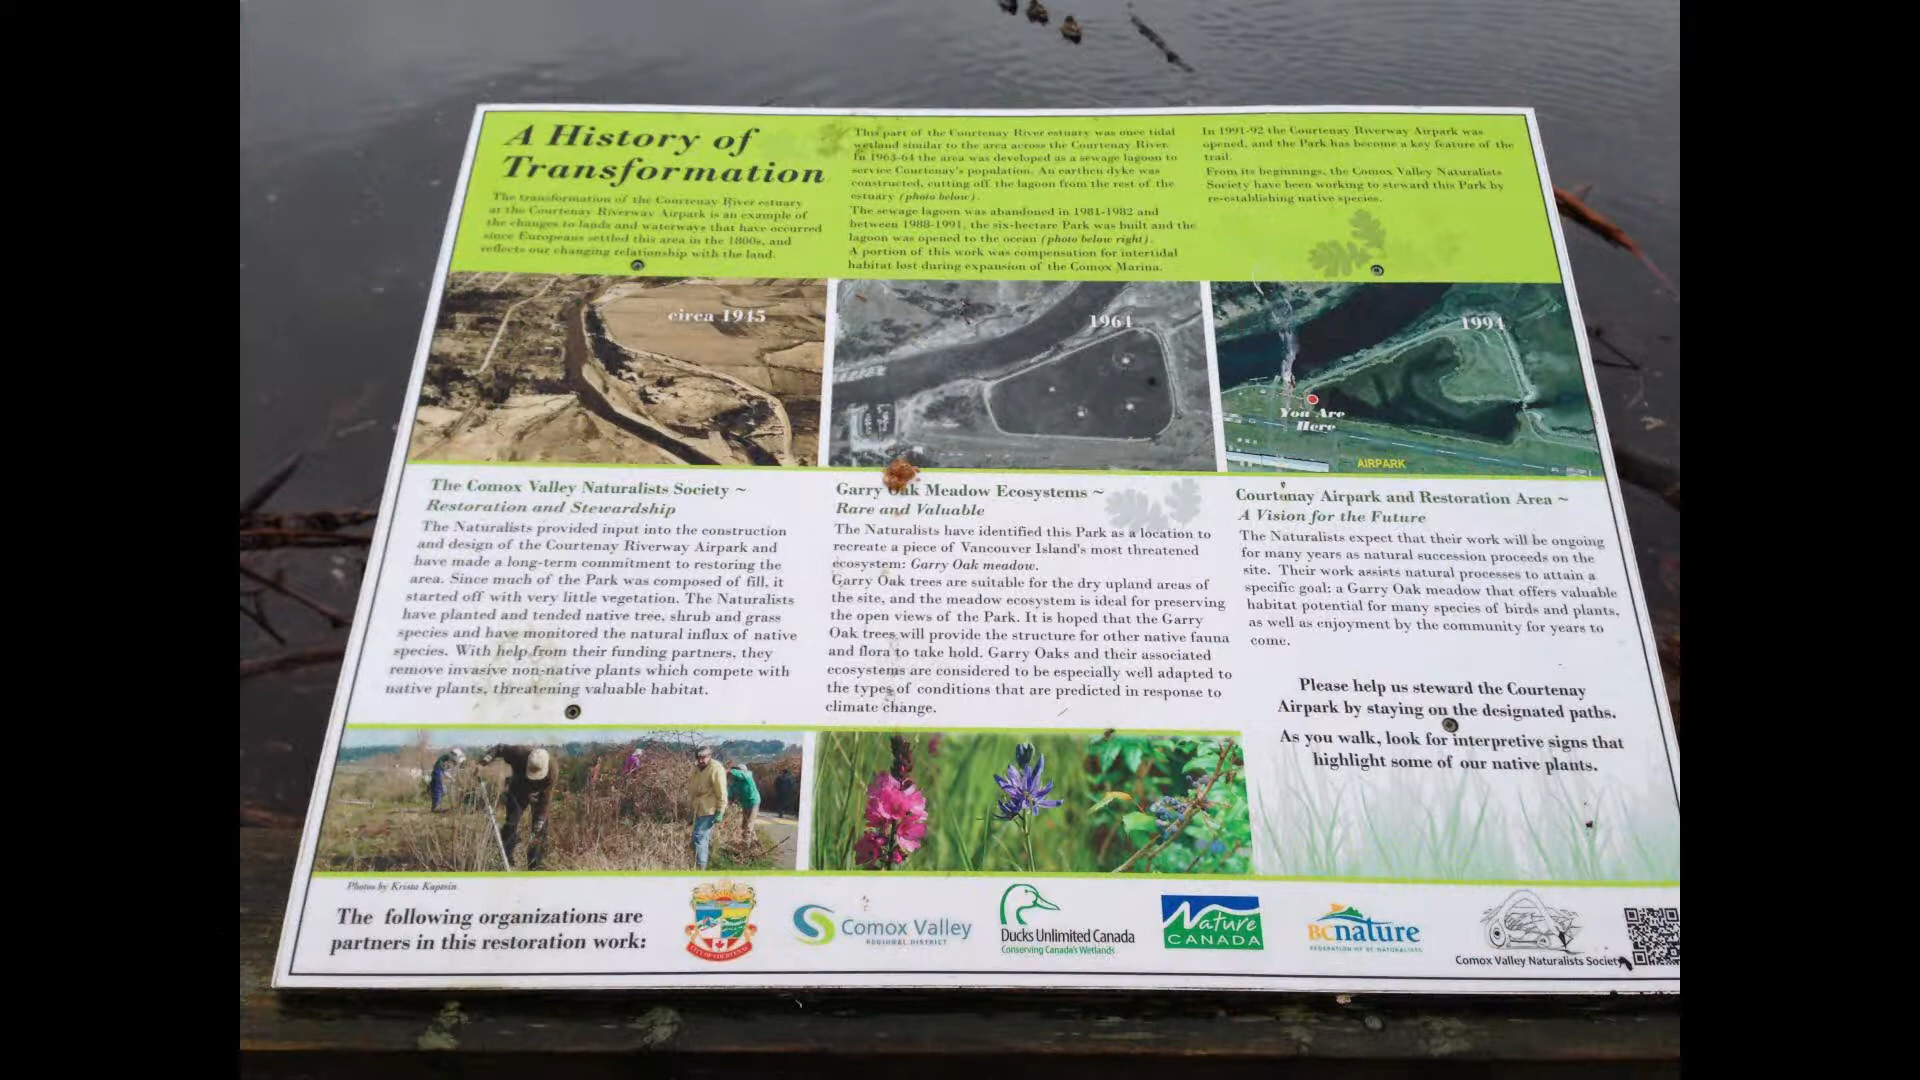 A History of
Transformation
The transformation of the Courtenay River estuary
at the Courtenay Riverway Airpark is an example of
the changes to lands and waterways that have occurred
since Europeans settled this area in the 1800s, and
reflects our changing relationship with the land.
This part of the Courtenay River estuary was once tidal
wetland similar to the area across the Courtenay River.
In 1963-64 the area was developed as a sewage lagoon to
service Courtenay's population. An earthen dyke was
constructed, cutting off the lagoon from the rest of the
estuary (photo below).
The sewage lagoon was abandoned in 1981-1982 and
between 1988-1991, the six-hectare Park was built and the
lagoon was opened to the ocean (photo below right).
A portion of this work was compensation for intertidal
habitat lost during expansion of the Comox Marina.
In 1991-92 the Courtenay Riverway Airpark was
opened, and the Park has become a key feature of the
trail.
From its beginnings, the Comox Valley Naturalists
Society have been working to steward this Park by
re-establishing native species.
circa 1945
1964
1994
You Are
Here
AIRPARK
The Comox Valley Naturalists Society ~
Restoration and Stewardship
The Naturalists provided input into the construction
and design of the Courtenay Riverway Airpark and
have made a long-term commitment to restoring the
area. Since much of the Park was composed of fill, it
started off with very little vegetation. The Naturalists
have planted and tended native tree, shrub and grass
species and have monitored the natural influx of native
species. With help from their funding partners, they
remove invasive non-native plants which compete with
native plants, threatening valuable habitat.
Garry Oak Meadow Ecosystems ~
Rare and Valuable
The Naturalists have identified this Park as a location to
recreate a piece of Vancouver Island's most threatened
ecosystem: Garry Oak meadow.
Garry Oak trees are suitable for the dry upland areas of
the site, and the meadow ecosystem is ideal for preserving
the open views of the Park. It is hoped that the Garry
Oak trees will provide the structure for other native fauna
and flora to take hold. Garry Oaks and their associated
ecosystems are considered to be especially well adapted to
the types of conditions that are predicted in response to
climate change.
Courtenay Airpark and Restoration Area ~
A Vision for the Future
The Naturalists expect that their work will be ongoing
for many years as natural succession proceeds on the
site. Their work assists natural processes to attain a
specific goal: a Garry Oak meadow that offers valuable
habitat potential for many species of birds and plants,
as well as enjoyment by the community for years to
come.
Please help us steward the Courtenay
Airpark by staying on the designated paths.
As you walk, look for interpretive signs that
highlight some of our native plants.
Photos by Krista Kaptein
The following organizations are
partners in this restoration work:
CITY OF COURTENAY
Comox Valley
REGIONAL DISTRICT
Ducks Unlimited Canada
Conserving Canada's Wetlands
Nature
CANADA
BCnature
FEDERATION OF BC NATURALISTS
Comox Valley Naturalists Society